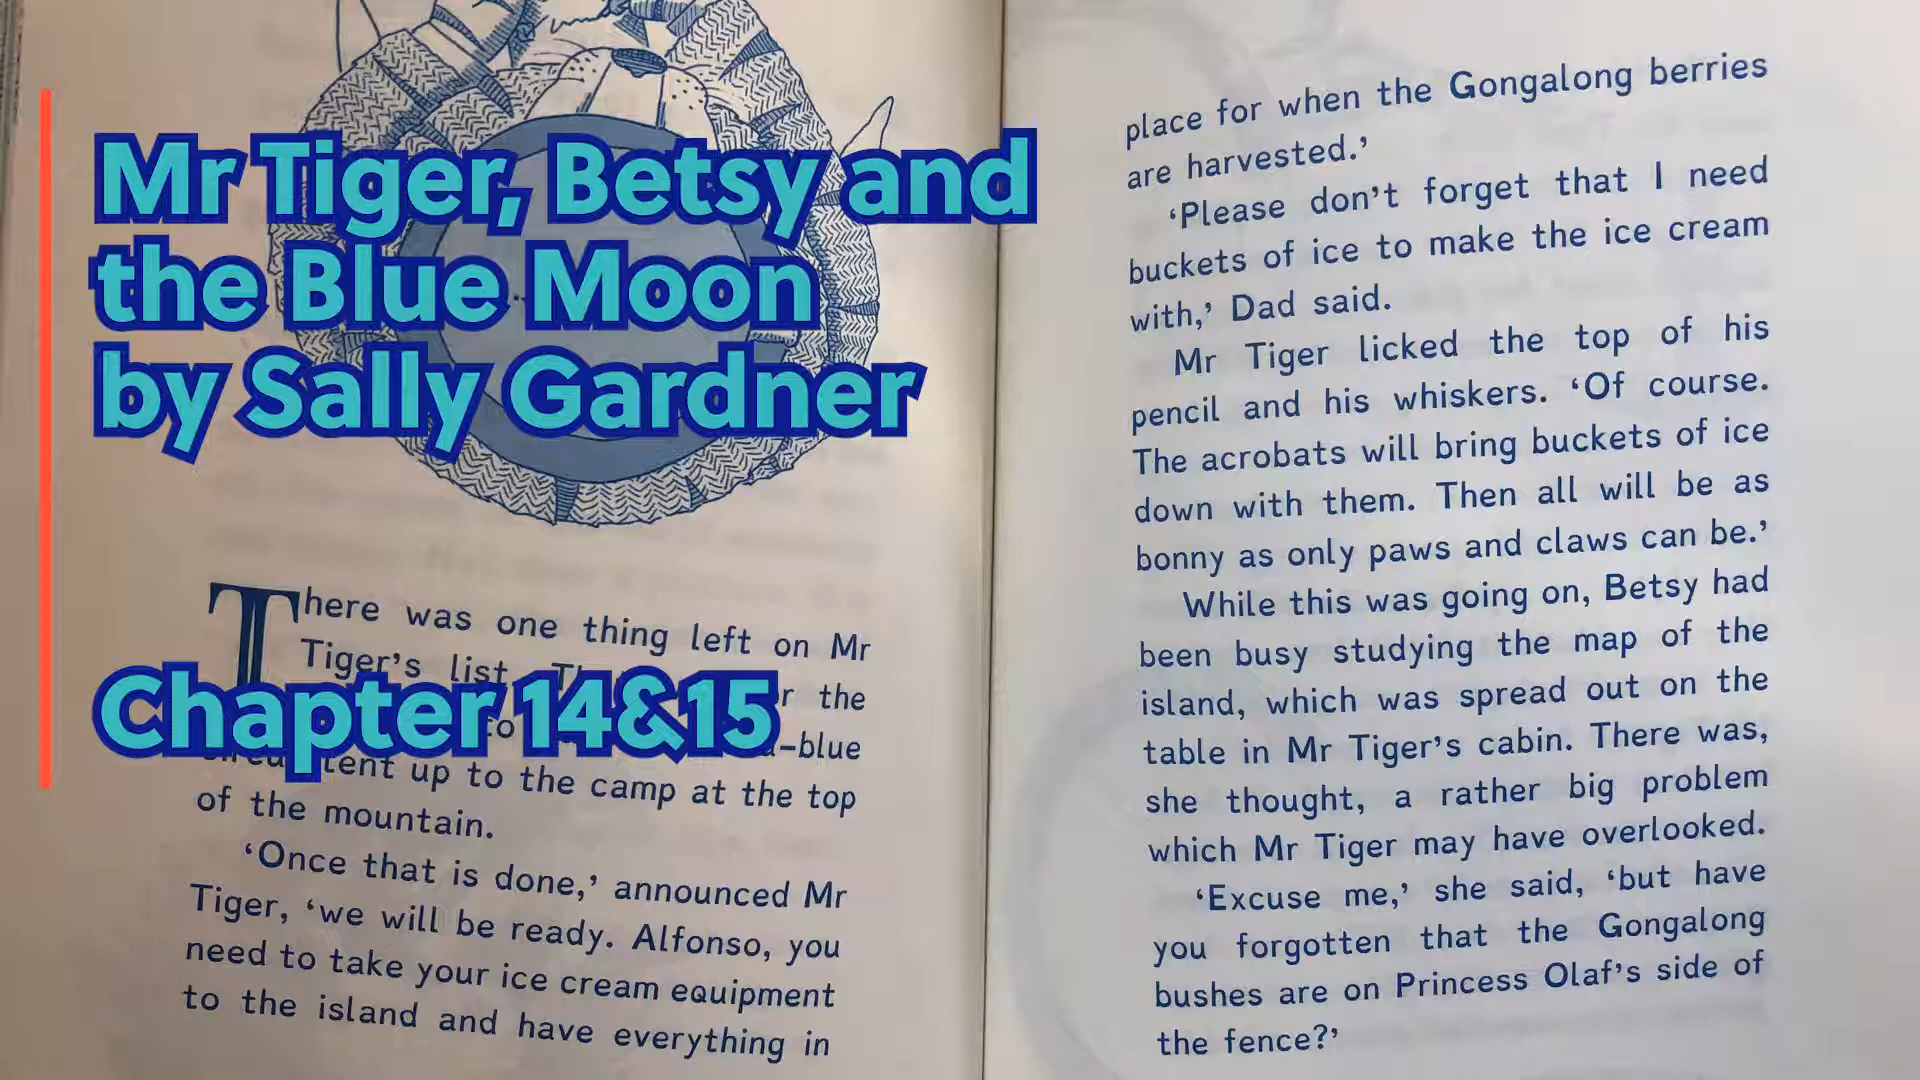 Mr Tiger, Betsy and
the Blue Moon
by Sally Gardner
Chapter 14&15
There was one thing left on Mr
Tiger's list. the
-blue
tent up to the camp at the top
of the mountain.
‘Once that is done,’ announced Mr
Tiger, ‘we will be ready. Alfonso, you
need to take your ice cream equipment
to the island and have everything in
place for when the Gongalong berries
are harvested.’
‘Please don’t forget that I need
buckets of ice to make the ice cream
with,’ Dad said.
Mr Tiger licked the top of his
pencil and his whiskers. ‘Of course.
The acrobats will bring buckets of ice
down with them. Then all will be as
bonny as only paws and claws can be.’
While this was going on, Betsy had
been busy studying the map of the
island, which was spread out on the
table in Mr Tiger’s cabin. There was,
she thought, a rather big problem
which Mr Tiger may have overlooked.
‘Excuse me,’ she said, ‘but have
you forgotten that the Gongalong
bushes are on Princess Olaf’s side of
the fence?’